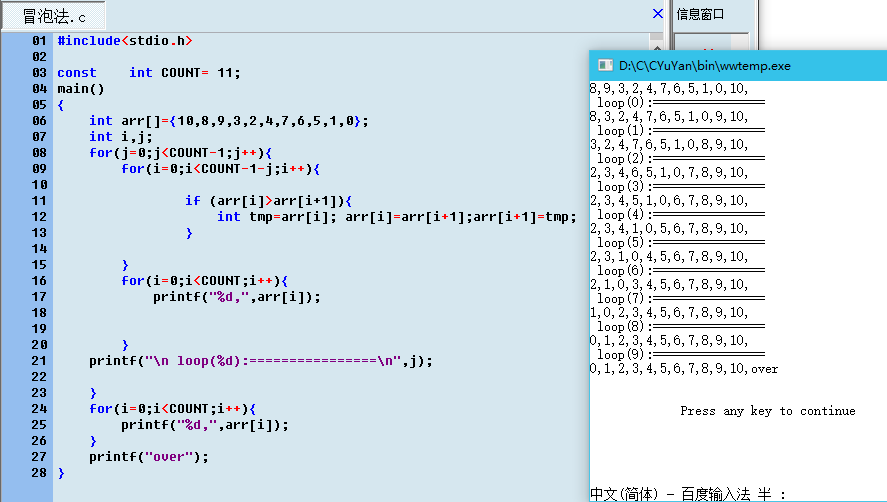 冒泡法.c
信息窗口
01 #include<stdio.h>
02
03 const    int COUNT= 11;
04 main()
05 {
06     int arr[]={10,8,9,3,2,4,7,6,5,1,0};
07     int i,j;
08     for(j=0;j<COUNT-1;j++){
09         for(i=0;i<COUNT-1-j;i++){
10
11                 if (arr[i]>arr[i+1]){
12                     int tmp=arr[i]; arr[i]=arr[i+1];arr[i+1]=tmp;
13                 }
14
15         }
16         for(i=0;i<COUNT;i++){
17             printf("%d,",arr[i]);
18
19
20         }
21     printf("\n loop(%d):================\n",j);
22
23     }
24     for(i=0;i<COUNT;i++){
25         printf("%d,",arr[i]);
26     }
27     printf("over");
28 }
D:\C\CYuYan\bin\wwtemp.exe
8,9,3,2,4,7,6,5,1,0,10,
 loop(0):================
8,3,2,4,7,6,5,1,0,9,10,
 loop(1):================
3,2,4,7,6,5,1,0,8,9,10,
 loop(2):================
2,3,4,6,5,1,0,7,8,9,10,
 loop(3):================
2,3,4,5,1,0,6,7,8,9,10,
 loop(4):================
2,3,4,1,0,5,6,7,8,9,10,
 loop(5):================
2,3,1,0,4,5,6,7,8,9,10,
 loop(6):================
2,1,0,3,4,5,6,7,8,9,10,
 loop(7):================
1,0,2,3,4,5,6,7,8,9,10,
 loop(8):================
0,1,2,3,4,5,6,7,8,9,10,
 loop(9):================
0,1,2,3,4,5,6,7,8,9,10,over
Press any key to continue
中文(简体) - 百度输入法 半 :